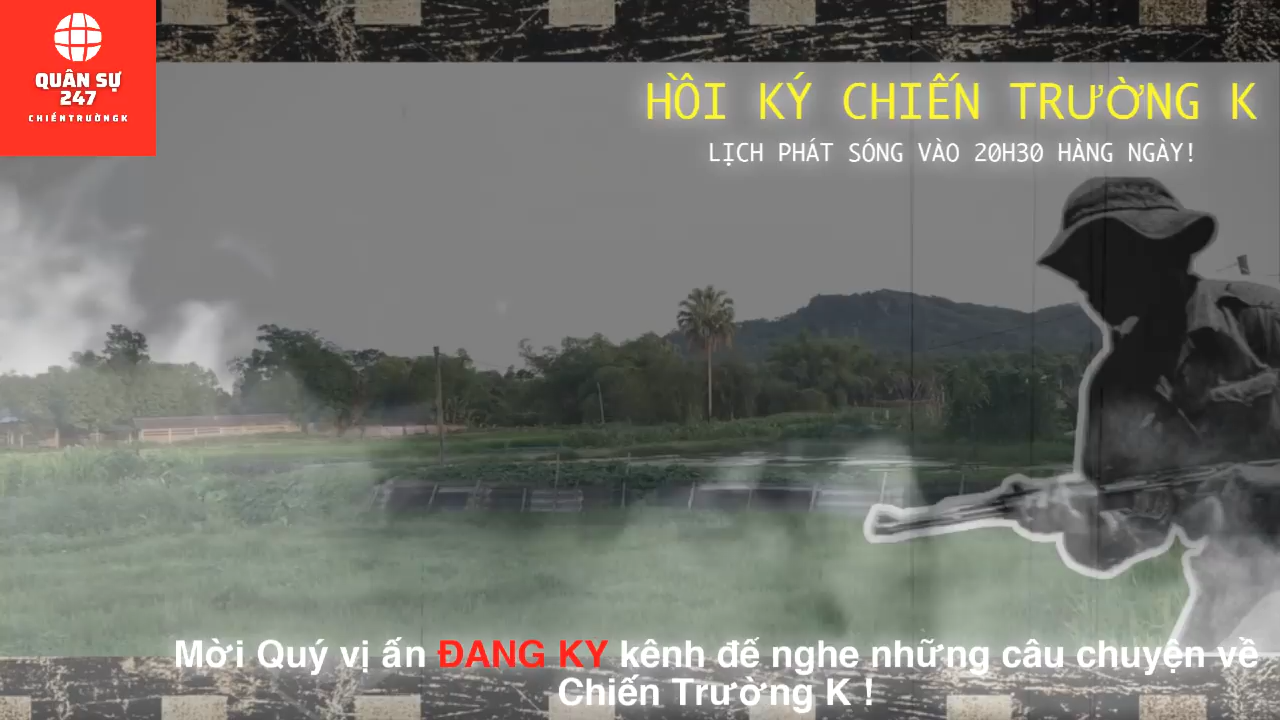 QUÂN SỰ
247
CHIẾNTRƯỜNGK
HỒI KÝ CHIẾN TRƯỜNG K
LỊCH PHÁT SÓNG VÀO 20H30 HÀNG NGÀY!
Mời Quý vị ấn ĐANG KY kênh để nghe những câu chuyện về
Chiến Trường K !